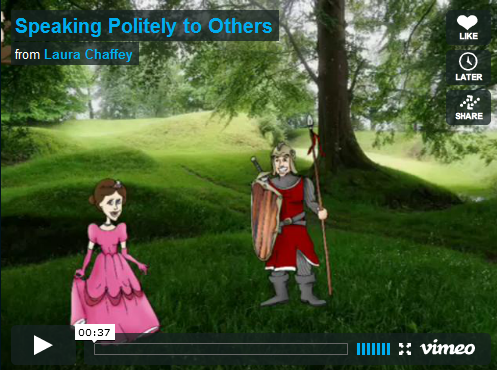 Speaking Politely to Others
from Laura Chaffey
LIKE
LATER
SHARE
00:37
vimeo